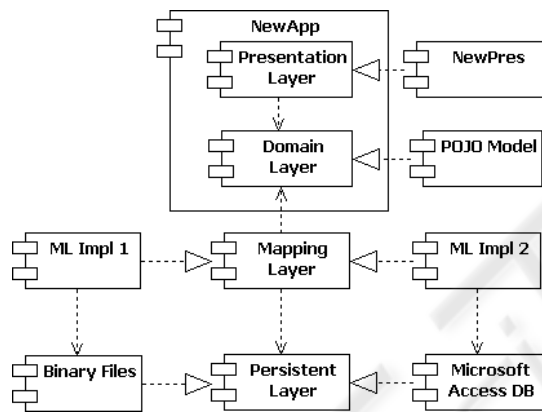 NewApp
Presentation
Layer
NewPres
Domain
Layer
POJO Model
ML Impl 1
Mapping
Layer
ML Impl 2
Binary Files
Persistent
Layer
Microsoft
Access DB